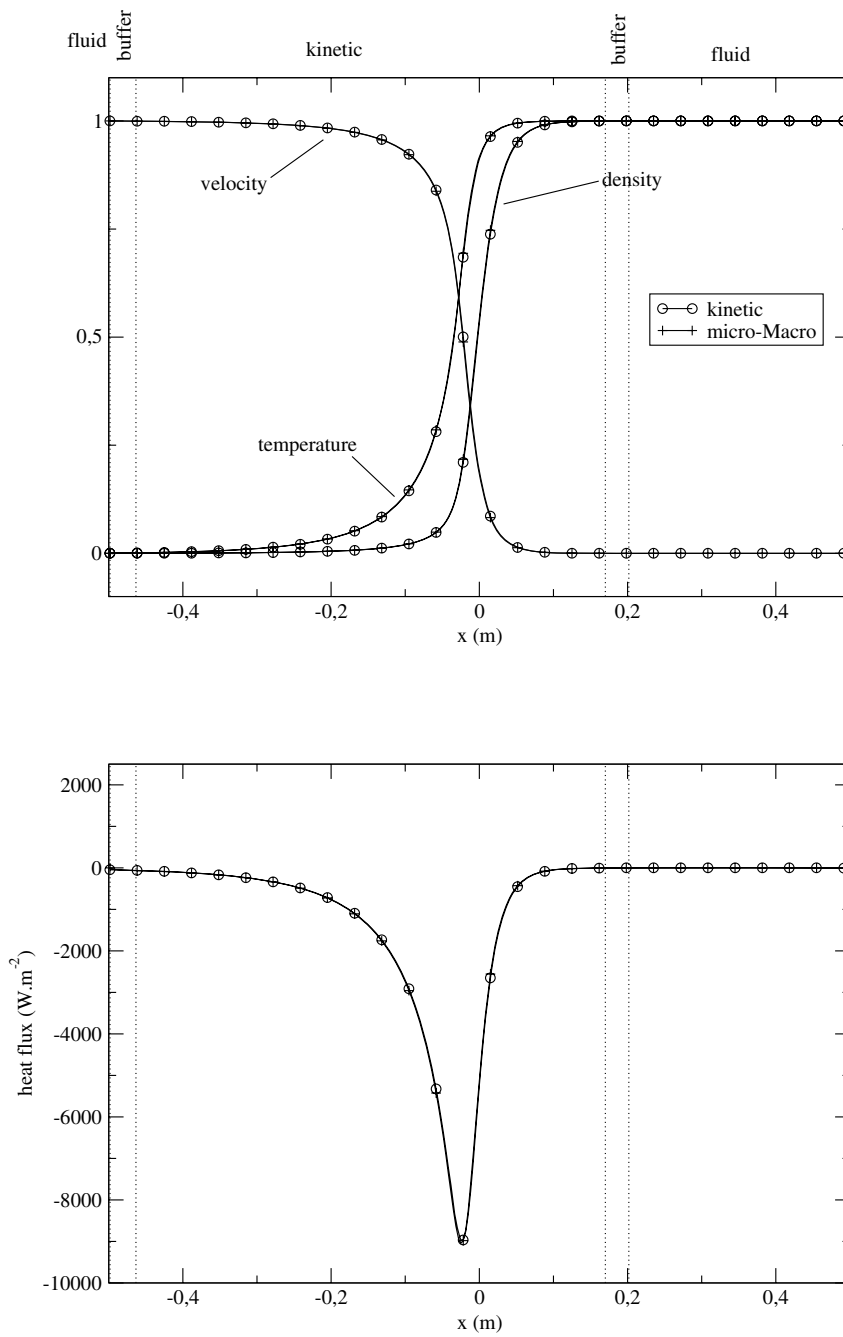 fluid buffer kinetic buffer fluid
1
velocity
density
kinetic
micro-Macro
0,5
temperature
0
-0,4 -0,2 0 0,2 0,4
x (m)
2000
0
-2000
-4000
-6000
-8000
-10000
heat flux (W.m-2)
-0,4 -0,2 0 0,2 0,4
x (m)